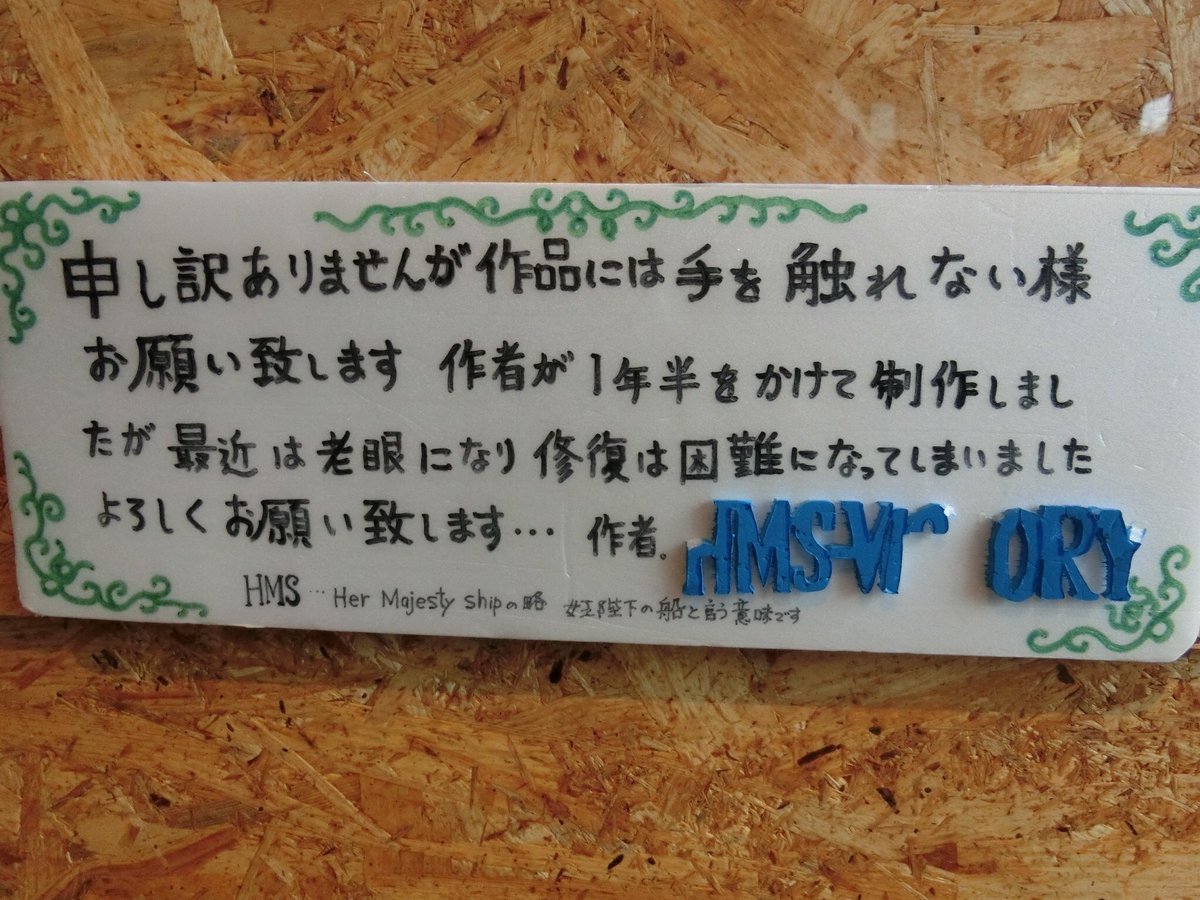 申し訳ありませんが作品には手を触れない様
お願い致します 作者が1年半をかけて制作しまし
たが最近は老眼になり修復は困難になってしまいました
よろしくお願い致します… 作者。 HMS-VI ORY
HMS…Her Majesty shipの略 女王陛下の船と言う意味です